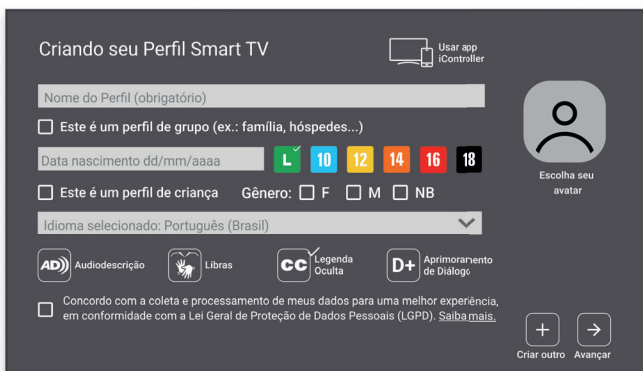 Criando seu Perfil Smart TV
Usar app
iController
Nome do Perfil (obrigatório)
Este é um perfil de grupo (ex.: família, hóspedes...)
Data nascimento dd/mm/aaaa
L 10 12 14 16 18
Escolha seu
avatar
Este é um perfil de criança Gênero: F M NB
Idioma selecionado: Português (Brasil)
AD)) Audiodescrição
Libras
CC Legenda
Oculta
D+ Aprimoramento
de Diálogo
Concordo com a coleta e processamento de meus dados para uma melhor experiência,
em conformidade com a Lei Geral de Proteção de Dados Pessoais (LGPD). Saiba mais.
Criar outro Avançar